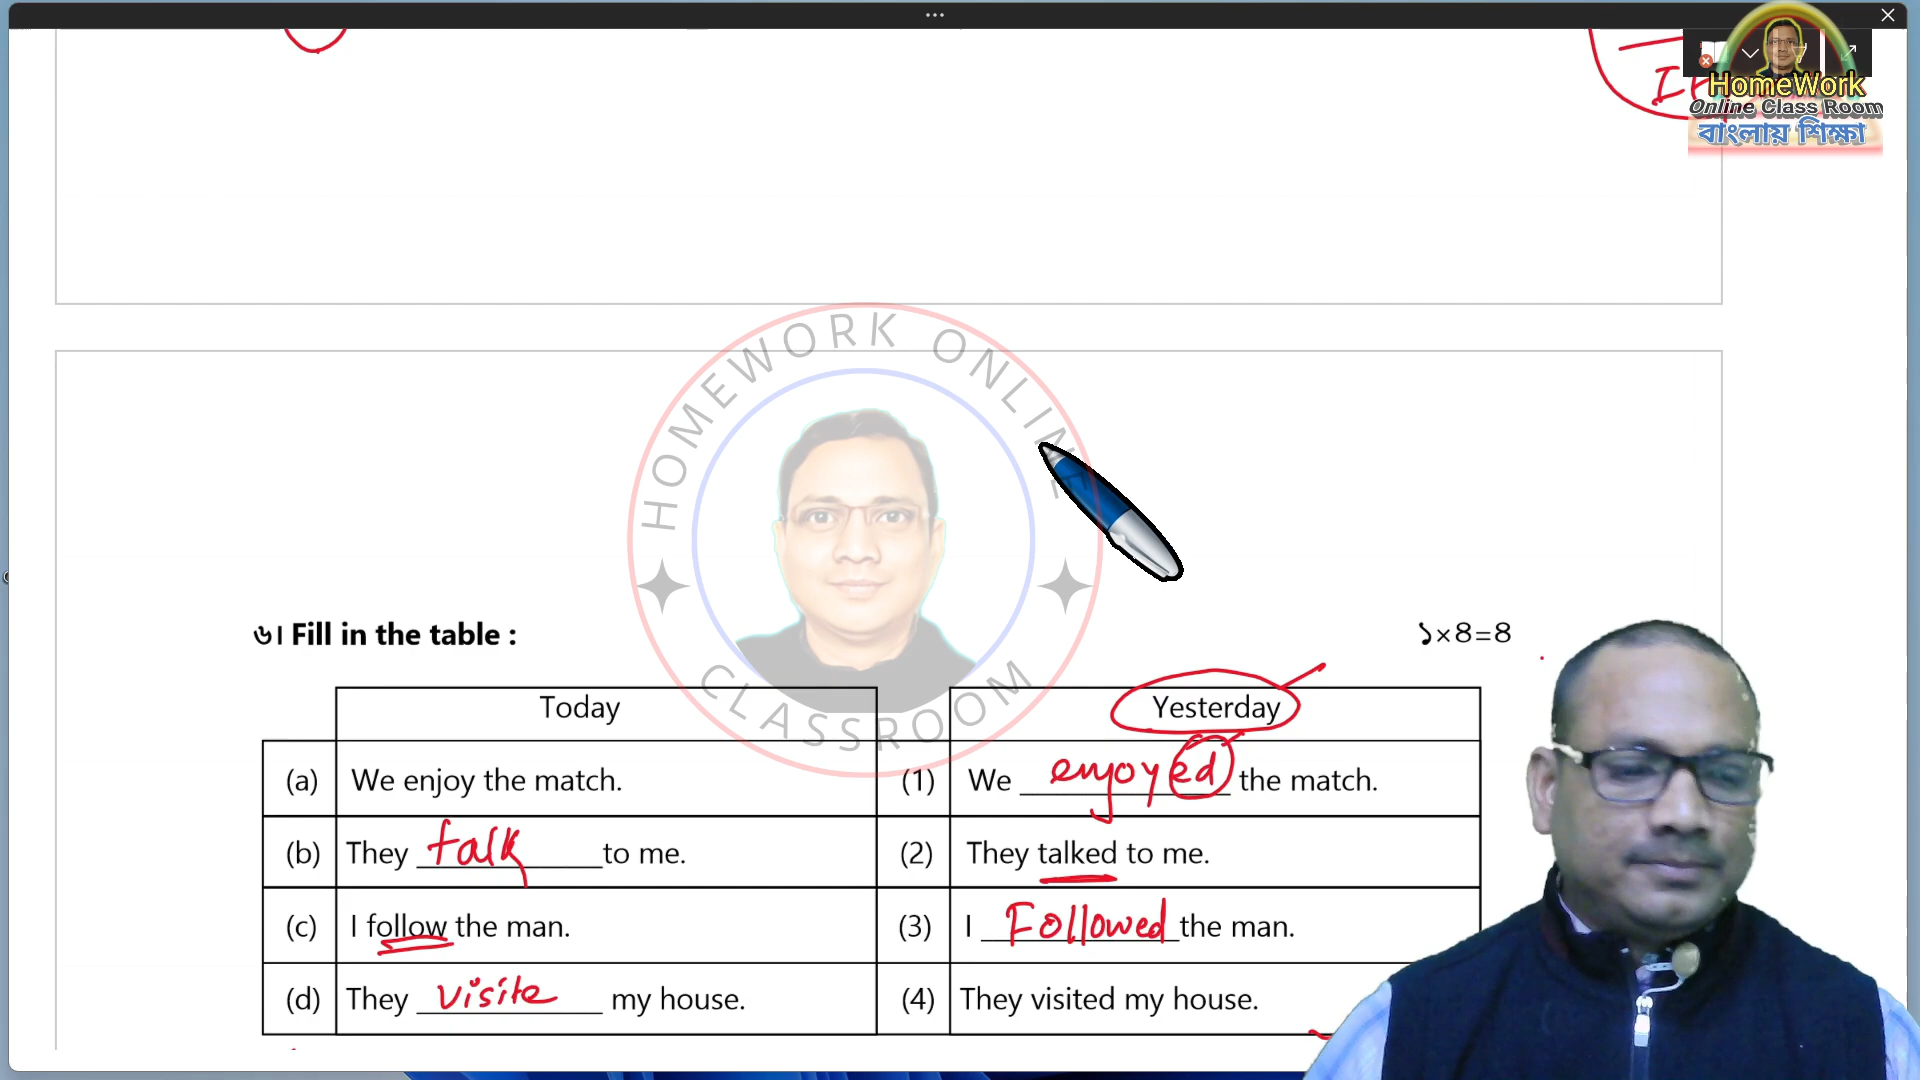 HomeWork
Online Class Room
বাংলায় শিক্ষা
HOMEWORK ONLINE
CLASSROOM
৬। Fill in the table :
১×8=8
Today
Yesterday
(a) We enjoy the match.
(1) We enjoyed the match.
(b) They talk to me.
(2) They talked to me.
(c) I follow the man.
(3) I Followed the man.
(d) They visite my house.
(4) They visited my house.